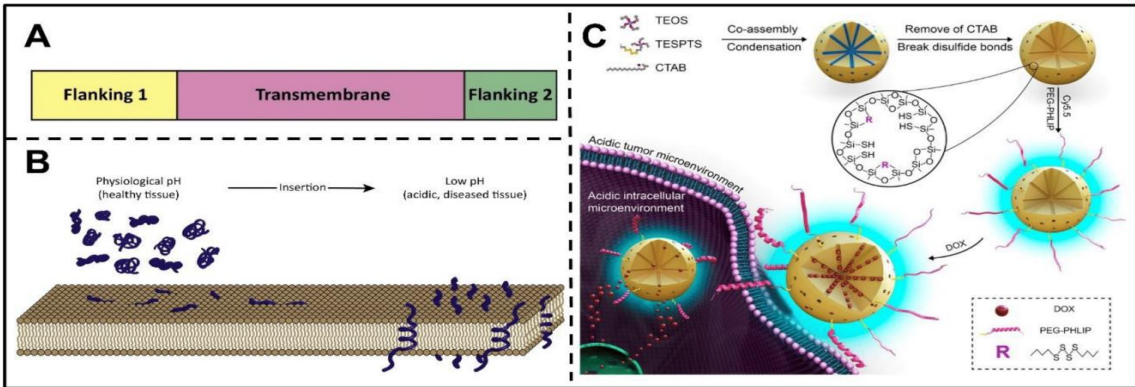 A
Flanking 1
Transmembrane
Flanking 2
B
Physiological pH
(healthy tissue)
Insertion
Low pH
(acidic, diseased tissue)
C
TEOS
TESPTS
CTAB
Co-assembly
Condensation
Remove of CTAB
Break disulfide bonds
Cy5.5
PEG-PHLIP
Acidic tumor microenvironment
Acidic intracellular
microenvironment
DOX
DOX
PEG-PHLIP
R